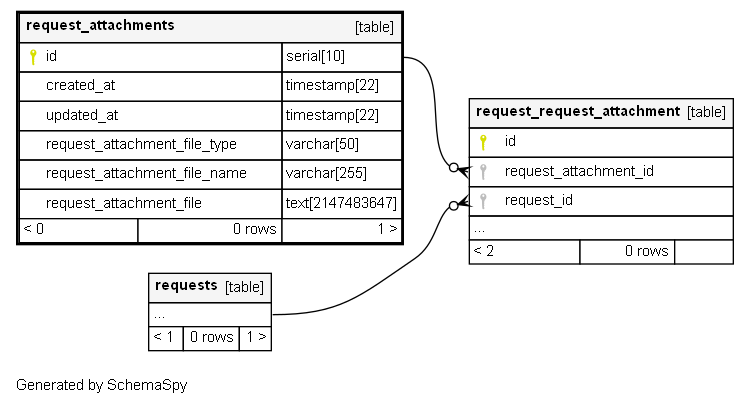 request_attachments [table]
id serial[10]
created_at timestamp[22]
updated_at timestamp[22]
request_attachment_file_type varchar[50]
request_attachment_file_name varchar[255]
request_attachment_file text[2147483647]
< 0 0 rows 1 >
request_request_attachment [table]
id
request_attachment_id
request_id
...
< 2 0 rows
requests [table]
...
< 1 0 rows 1 >
Generated by SchemaSpy